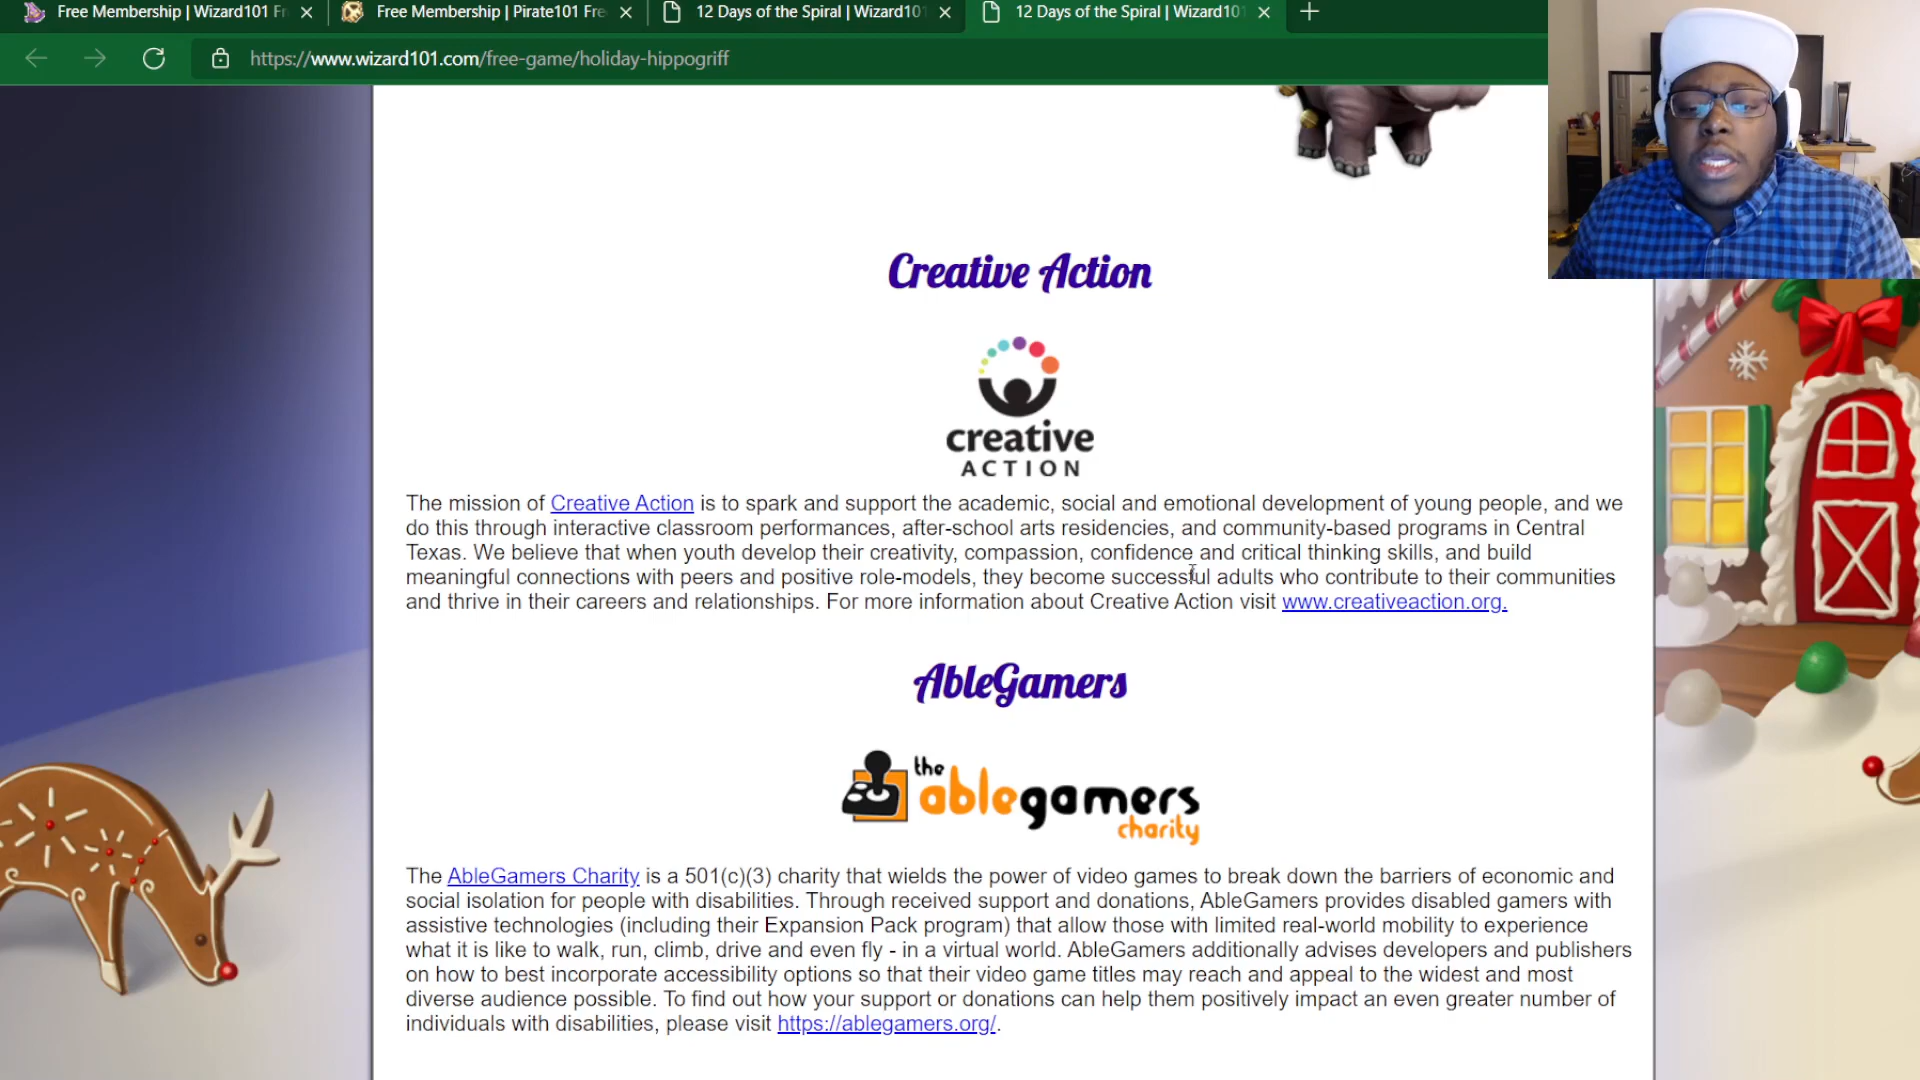 Free Membership | Wizard101 Fr
Free Membership | Pirate101 Fre
12 Days of the Spiral | Wizard101
12 Days of the Spiral | Wizard101
https://www.wizard101.com/free-game/holiday-hippogriff
Creative Action
creative
ACTION
The mission of Creative Action is to spark and support the academic, social and emotional development of young people, and we
do this through interactive classroom performances, after-school arts residencies, and community-based programs in Central
Texas. We believe that when youth develop their creativity, compassion, confidence and critical thinking skills, and build
meaningful connections with peers and positive role-models, they become successful adults who contribute to their communities
and thrive in their careers and relationships. For more information about Creative Action visit www.creativeaction.org.
AbleGamers
the
ablegamers
charity
The AbleGamers Charity is a 501(c)(3) charity that wields the power of video games to break down the barriers of economic and
social isolation for people with disabilities. Through received support and donations, AbleGamers provides disabled gamers with
assistive technologies (including their Expansion Pack program) that allow those with limited real-world mobility to experience
what it is like to walk, run, climb, drive and even fly - in a virtual world. AbleGamers additionally advises developers and publishers
on how to best incorporate accessibility options so that their video game titles may reach and appeal to the widest and most
diverse audience possible. To find out how your support or donations can help them positively impact an even greater number of
individuals with disabilities, please visit https://ablegamers.org/.